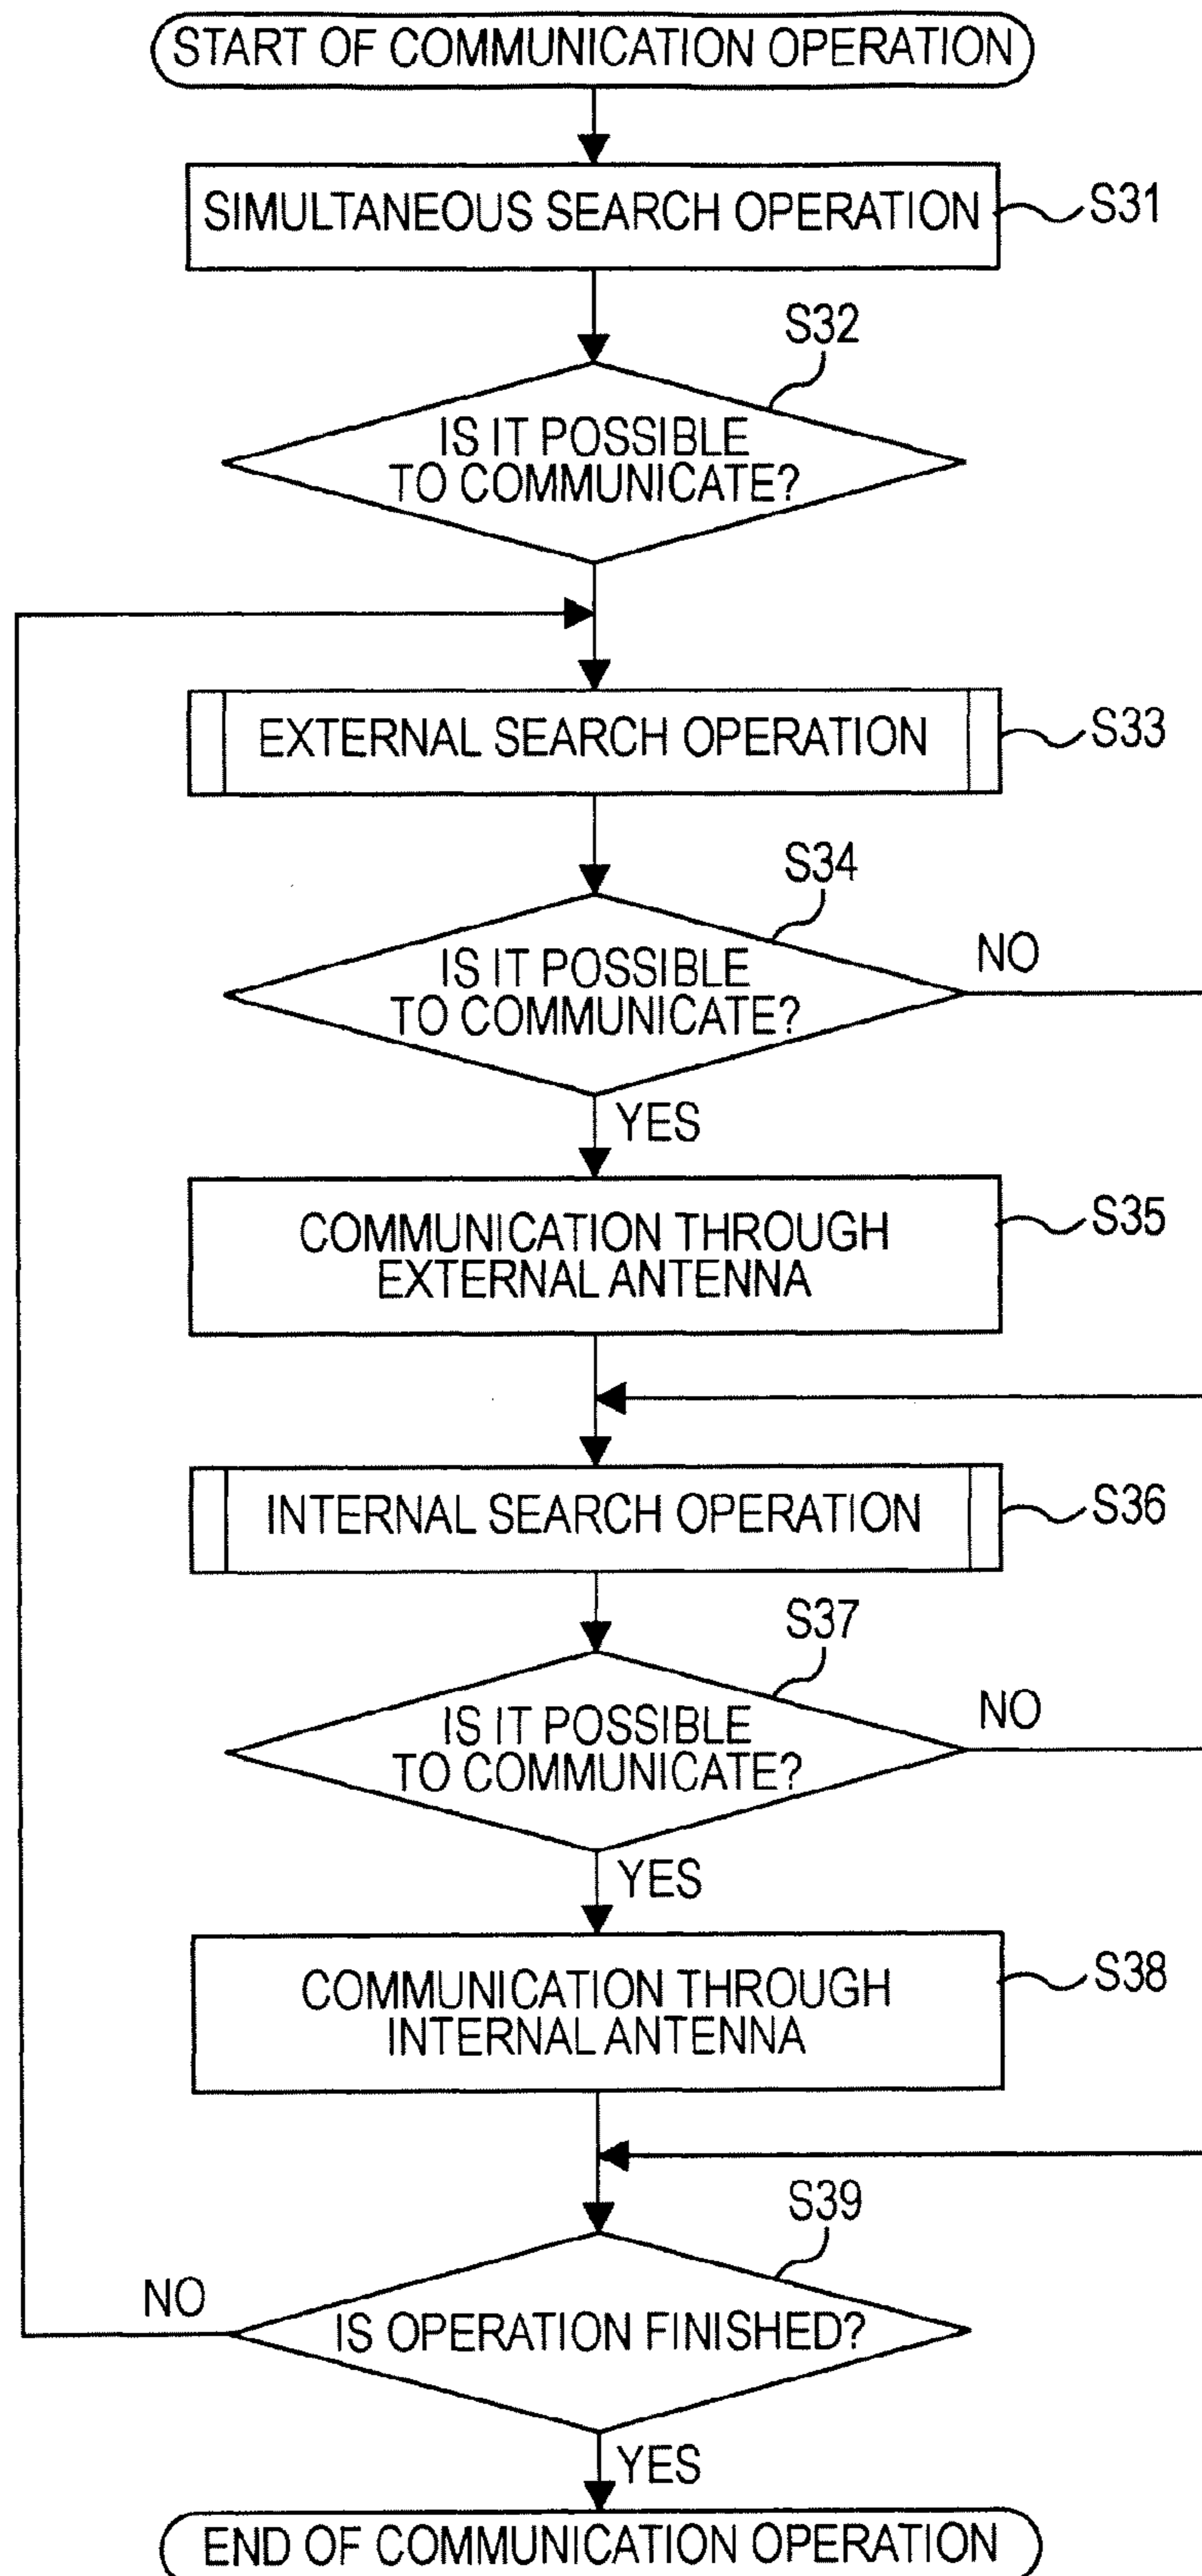 START OF COMMUNICATION OPERATION
SIMULTANEOUS SEARCH OPERATION
S31
S32
IS IT POSSIBLE
TO COMMUNICATE?
EXTERNAL SEARCH OPERATION
S33
S34
IS IT POSSIBLE
TO COMMUNICATE?
NO
YES
COMMUNICATION THROUGH
EXTERNAL ANTENNA
S35
INTERNAL SEARCH OPERATION
S36
S37
IS IT POSSIBLE
TO COMMUNICATE?
NO
YES
COMMUNICATION THROUGH
INTERNAL ANTENNA
S38
S39
NO
IS OPERATION FINISHED?
YES
END OF COMMUNICATION OPERATION